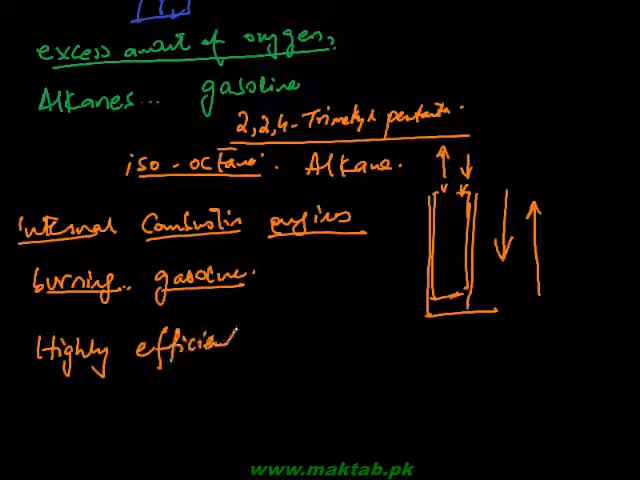 excess amount of oxygen.
Alkanes... gasoline
2,2,4-Trimethyl pentane.
iso-octane. Alkane.
Internal Combustin engines
burning.. gasoline.
Highly efficien
www.maktab.pk